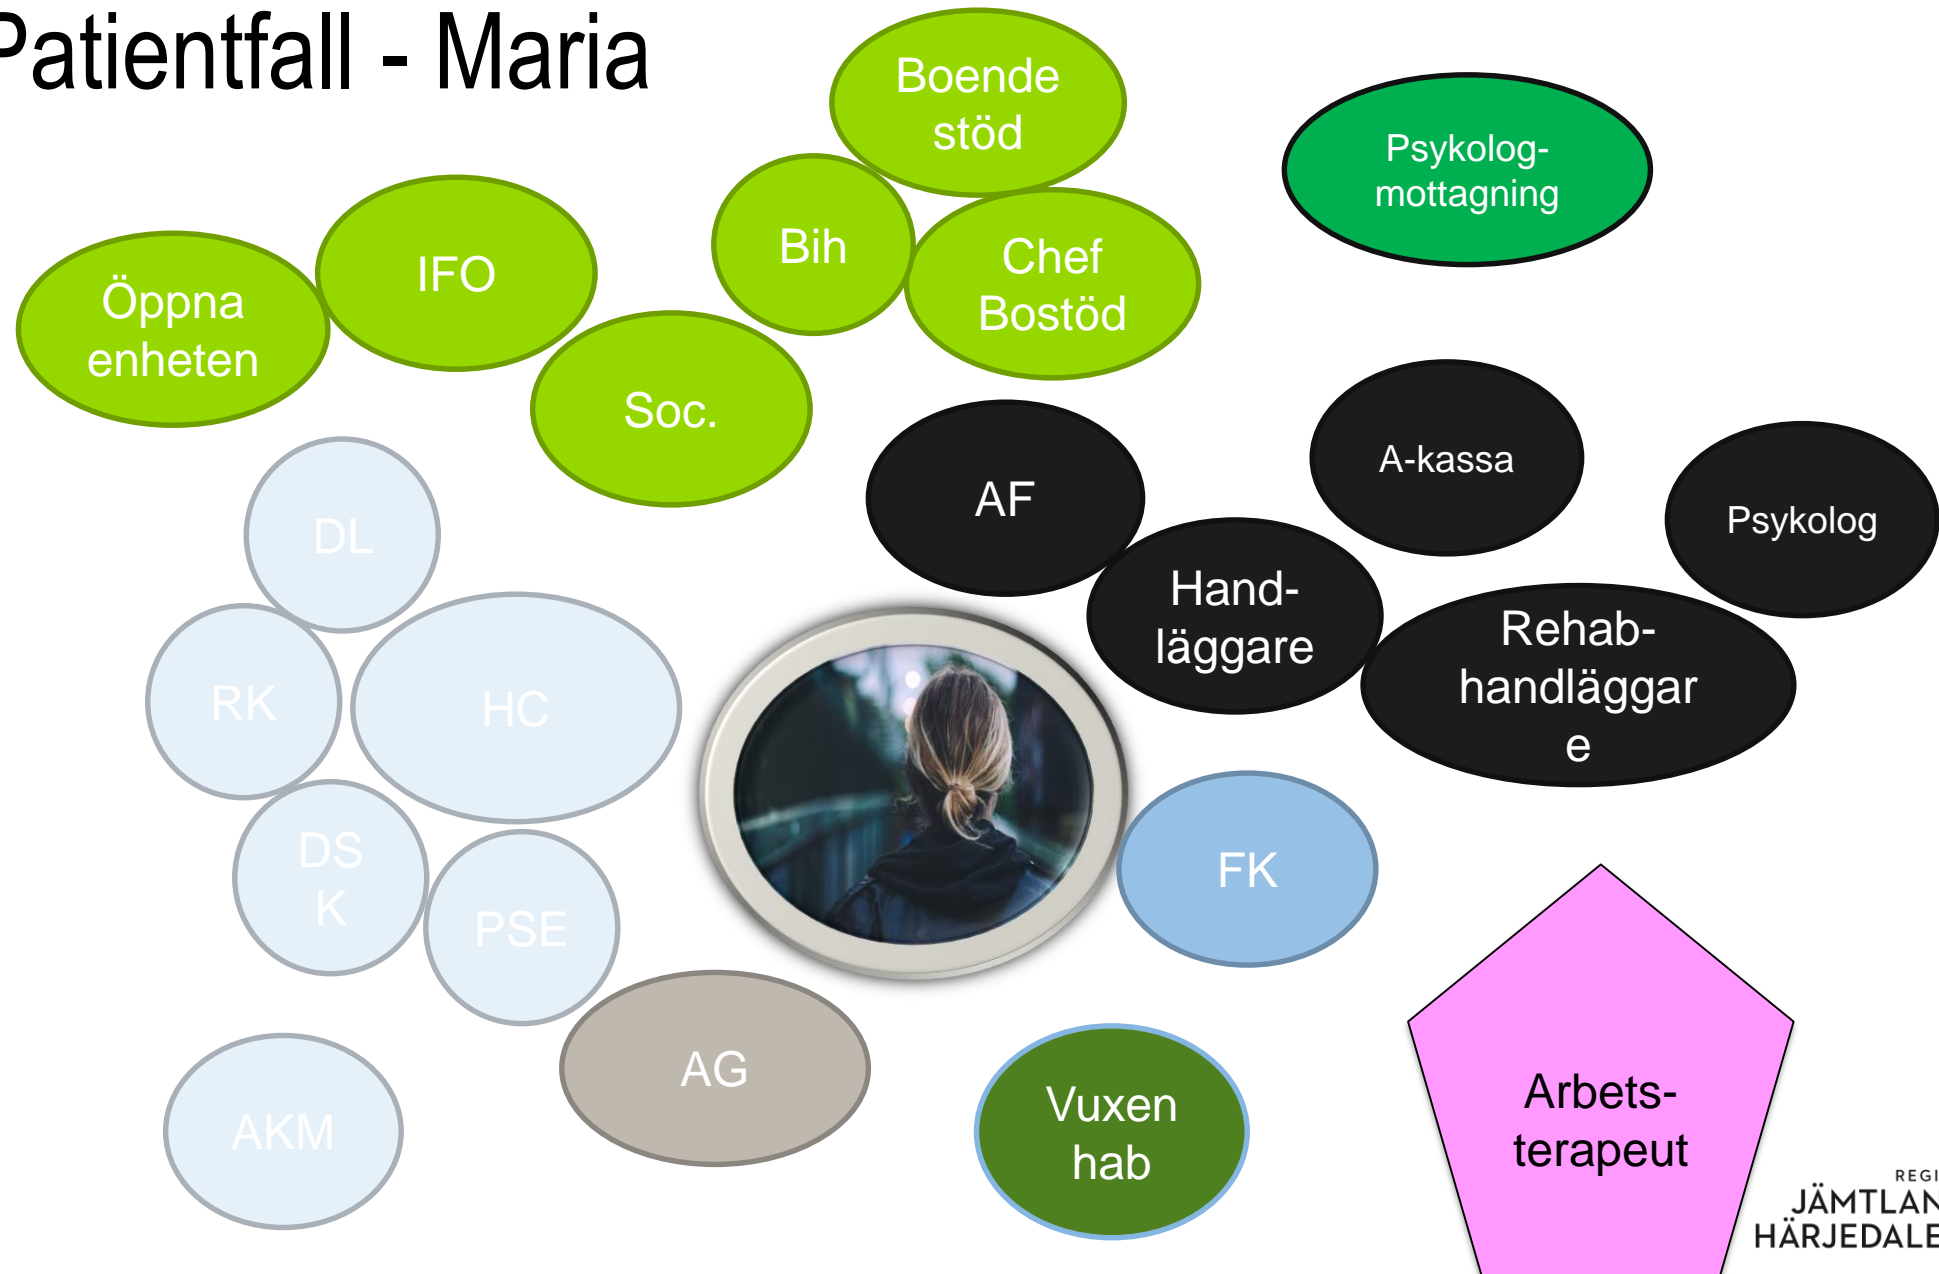 Patientfall - Maria
Boende
stöd
Psykolog-
mottagning
Bih
Chef
Bostöd
IFO
Öppna
enheten
Soc.
AF
A-kassa
Psykolog
Hand-
läggare
Rehab-
handläggar
e
DL
RK
HC
DS
K
PSE
FK
AG
AKM
Vuxen
hab
Arbets-
terapeut
REGI
JÄMTLAN
HÄRJEDALE